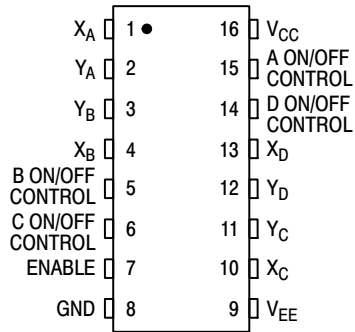 X_A 1 16 V_CC
Y_A 2 15 A ON/OFF CONTROL
Y_B 3 14 D ON/OFF CONTROL
X_B 4 13 X_D
B ON/OFF CONTROL 5 12 Y_D
C ON/OFF CONTROL 6 11 Y_C
ENABLE 7 10 X_C
GND 8 9 V_EE